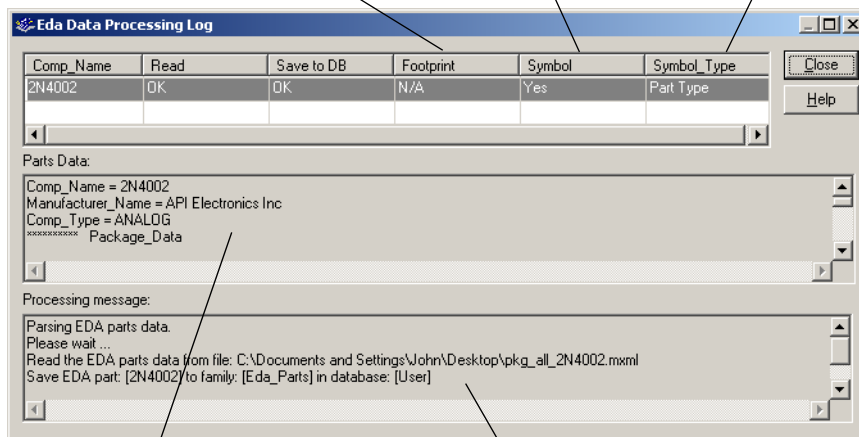 Eda Data Processing Log
Comp_Name Read Save to DB Footprint Symbol Symbol_Type
2N4002 OK OK N/A Yes Part Type
Close
Help
Parts Data:
Comp_Name = 2N4002
Manufacturer_Name = API Electronics Inc
Comp_Type = ANALOG
********** Package_Data
Processing message:
Parsing EDA parts data.
Please wait ...
Read the EDA parts data from file: C:\Documents and Settings\John\Desktop\pkg_all_2N4002.mxml
Save EDA part: [2N4002] to family: [Eda_Parts] in database: [User]